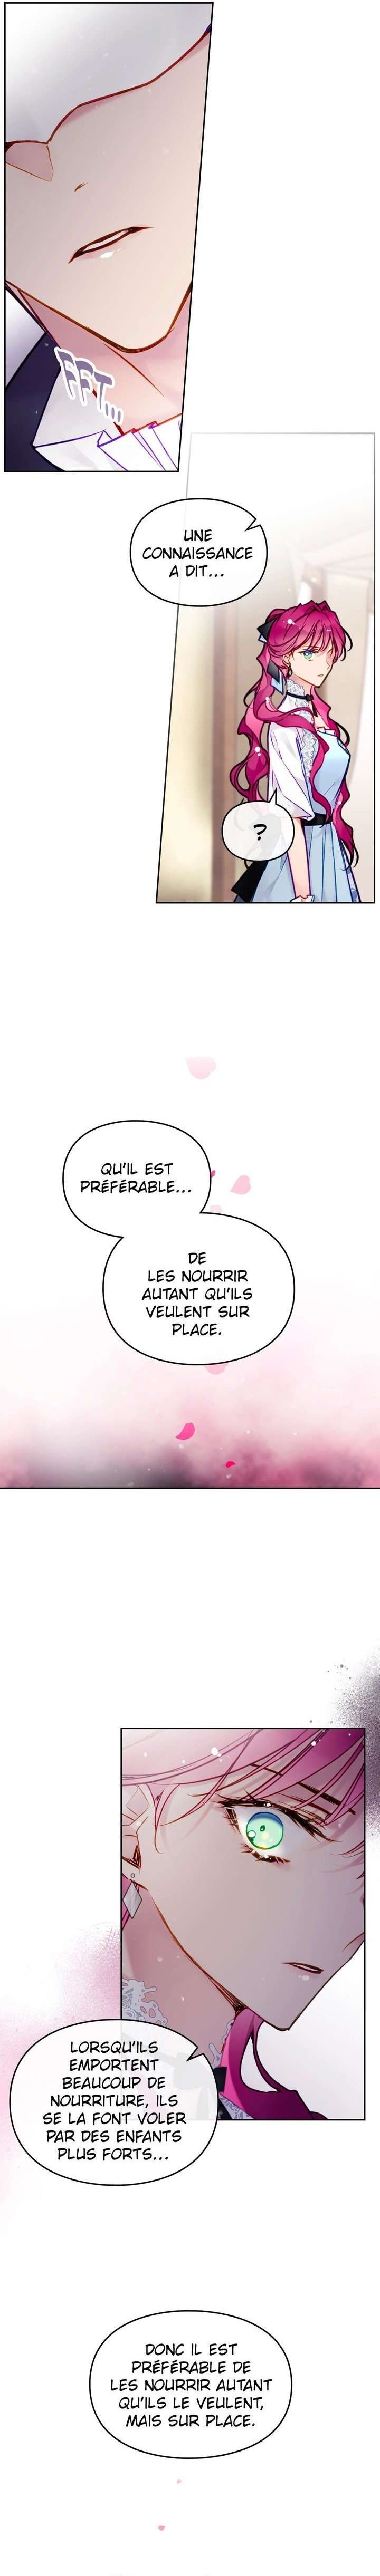 FFT...
UNE
CONNAISSANCE
A DIT...
?
QU'IL EST
PRÉFÉRABLE...
DE
LES NOURRIR
AUTANT QU'ILS
VEULENT SUR
PLACE.
LORSQU'ILS
EMPORTENT
BEAUCOUP DE
NOURRITURE, ILS
SE LA FONT VOLER
PAR DES ENFANTS
PLUS FORTS...
DONC IL EST
PRÉFÉRABLE DE
LES NOURRIR AUTANT
QU'ILS LE VEULENT,
MAIS SUR PLACE.